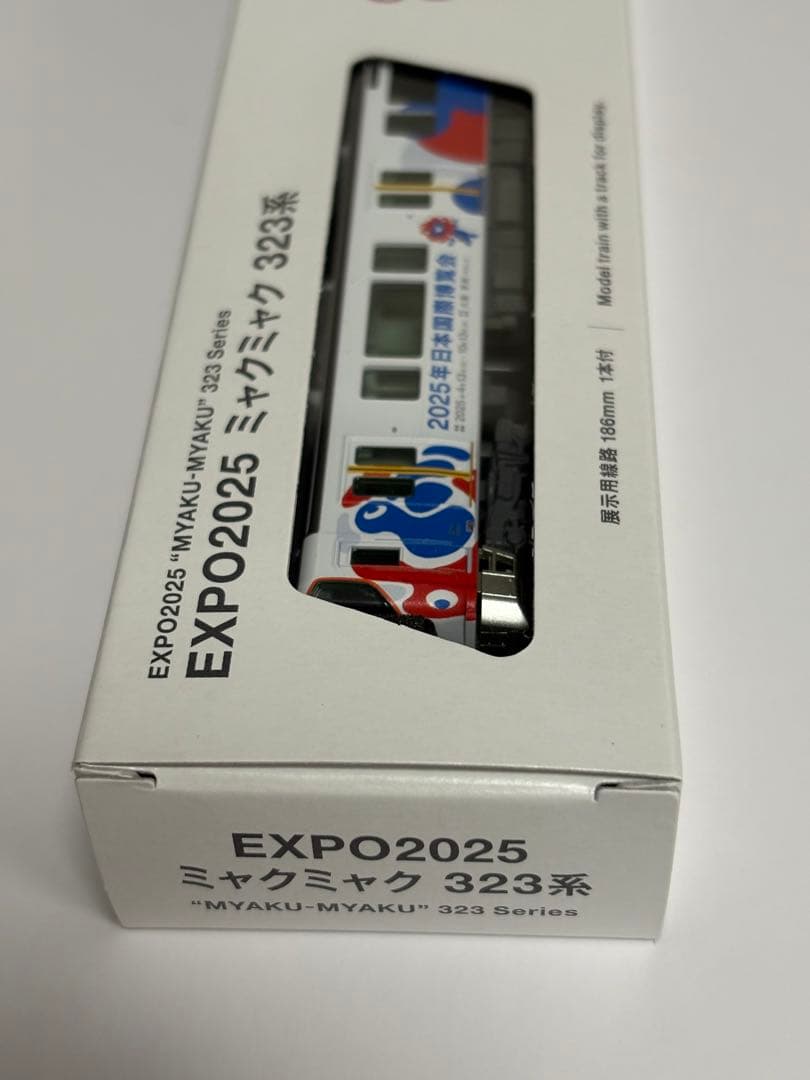 EXPO2025 “MYAKU-MYAKU” 323 Series
EXPO2025 ミャクミャク 323系
2025年日本国際博覧会
展示用線路 186mm 1本付
Model train with a track for display.
EXPO2025
ミャクミャク 323系
“MYAKU-MYAKU” 323 Series